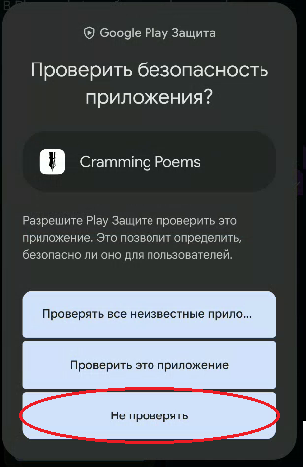 Google Play Защита
Проверить безопасность
приложения?
Cramming Poems
Разрешите Play Защите проверить это
приложение. Это позволит определить,
безопасно ли оно для пользователей.
Проверять все неизвестные прило...
Проверить это приложение
Не проверять